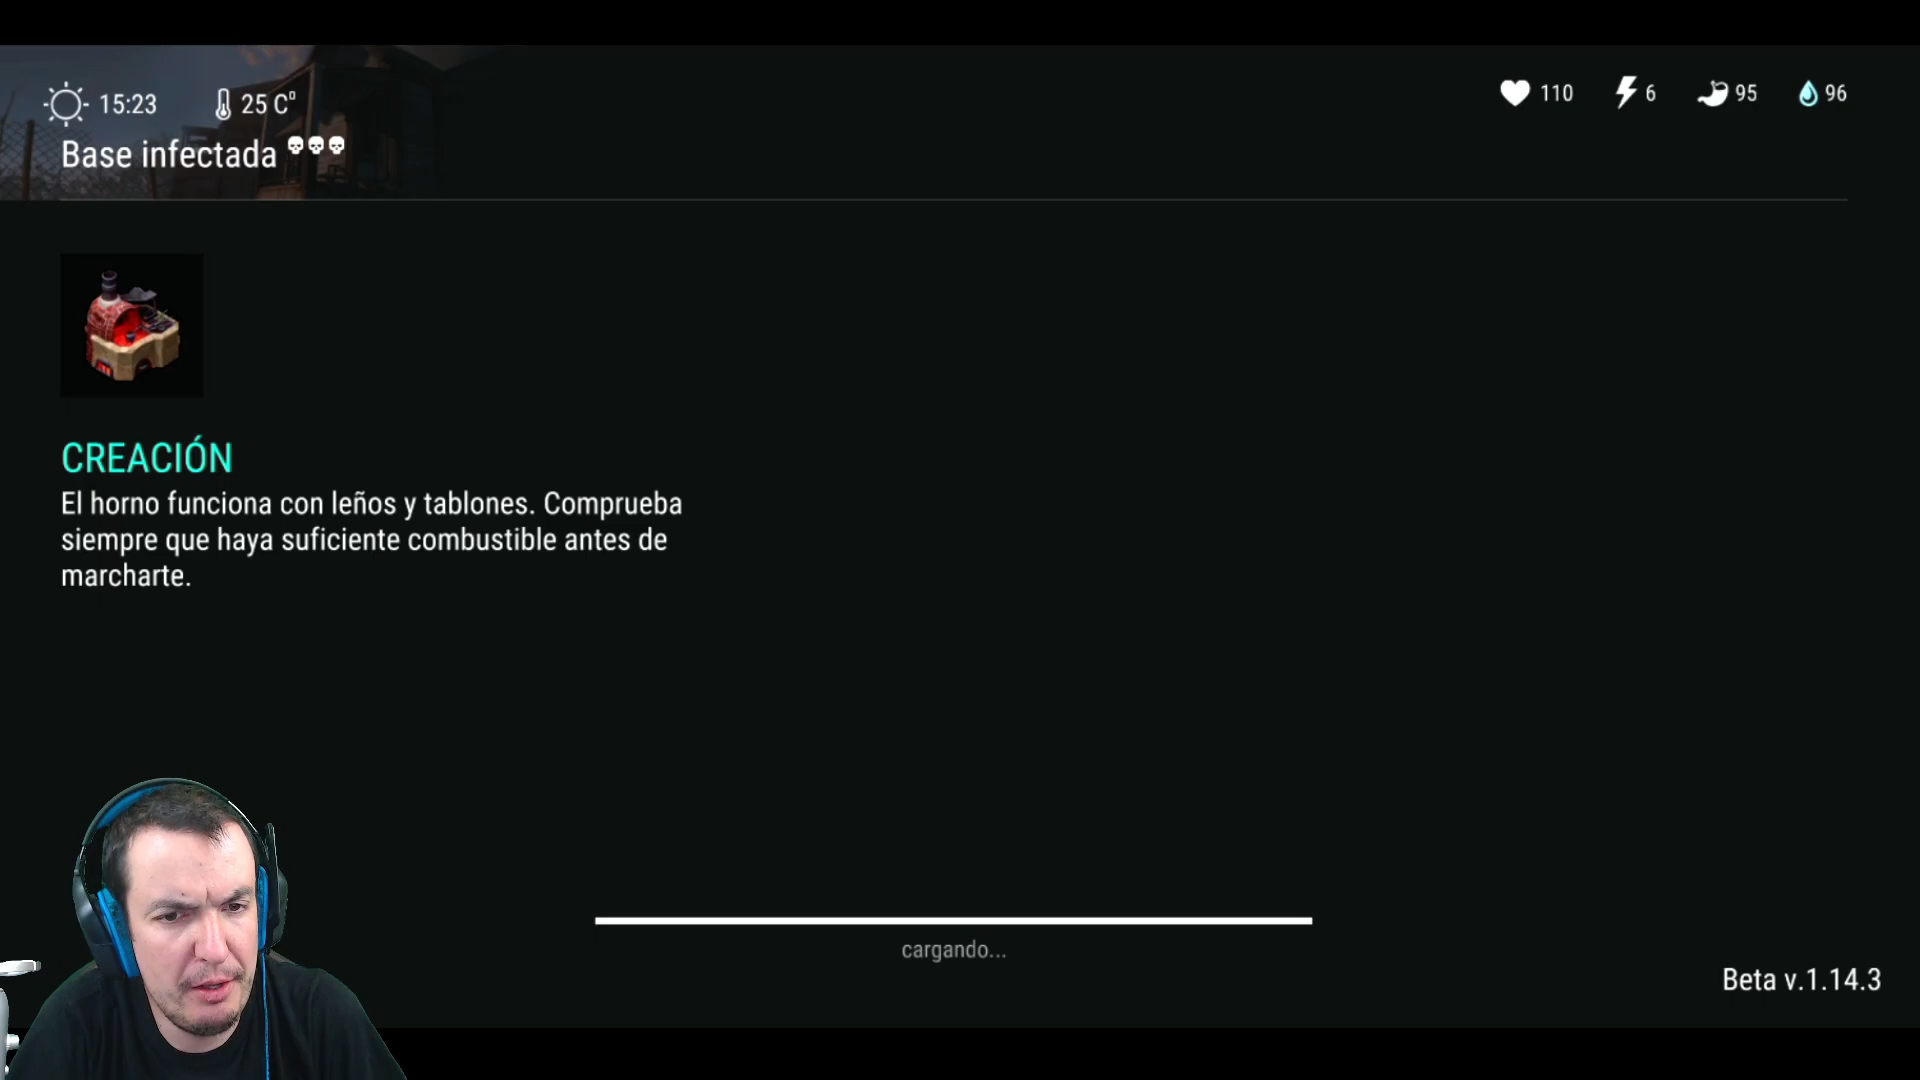 15:23 25 Cº
110 6 95 96
Base infectada
CREACIÓN
El horno funciona con leños y tablones. Comprueba
siempre que haya suficiente combustible antes de
marcharte.
cargando...
Beta v.1.14.3